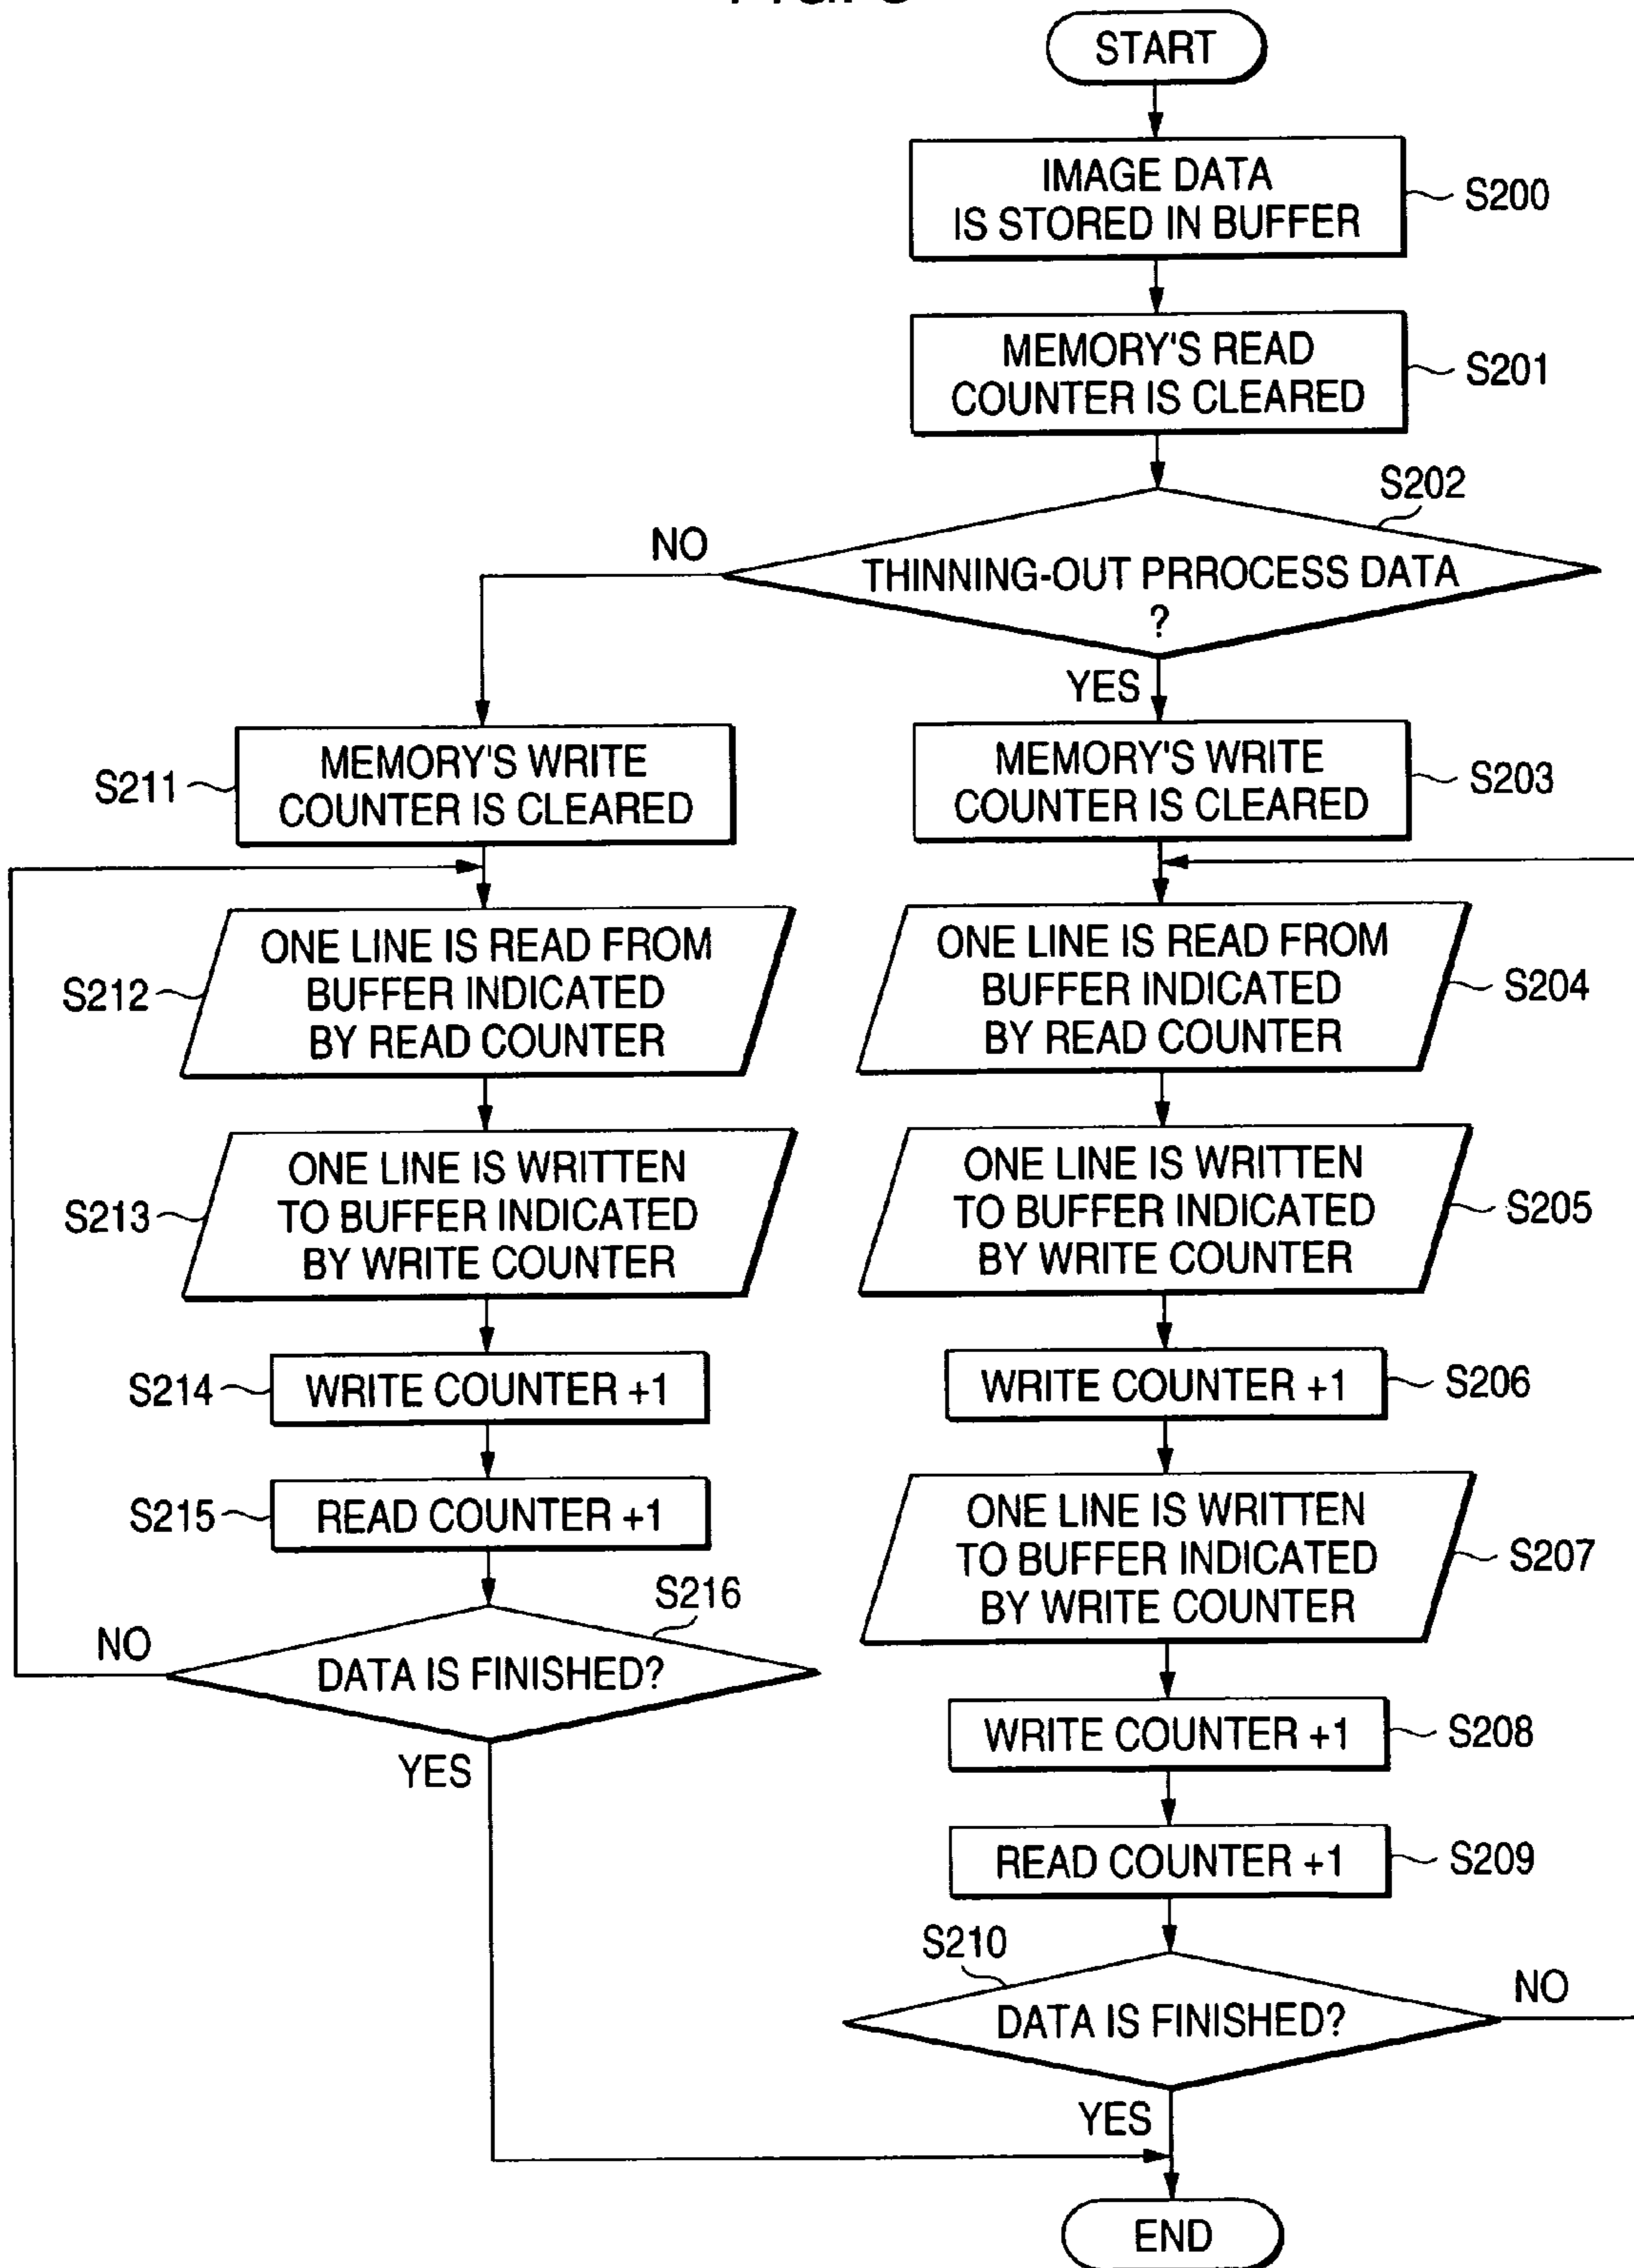 START
IMAGE DATA
IS STORED IN BUFFER
S200
MEMORY'S READ
COUNTER IS CLEARED
S201
S202
NO
THINNING-OUT PRROCESS DATA
?
YES
MEMORY'S WRITE
COUNTER IS CLEARED
S203
ONE LINE IS READ FROM
BUFFER INDICATED
BY READ COUNTER
S204
ONE LINE IS WRITTEN
TO BUFFER INDICATED
BY WRITE COUNTER
S205
WRITE COUNTER +1
S206
ONE LINE IS WRITTEN
TO BUFFER INDICATED
BY WRITE COUNTER
S207
WRITE COUNTER +1
S208
READ COUNTER +1
S209
S210
DATA IS FINISHED?
NO
YES
S211
MEMORY'S WRITE
COUNTER IS CLEARED
S212
ONE LINE IS READ FROM
BUFFER INDICATED
BY READ COUNTER
S213
ONE LINE IS WRITTEN
TO BUFFER INDICATED
BY WRITE COUNTER
S214
WRITE COUNTER +1
S215
READ COUNTER +1
S216
NO
DATA IS FINISHED?
YES
END